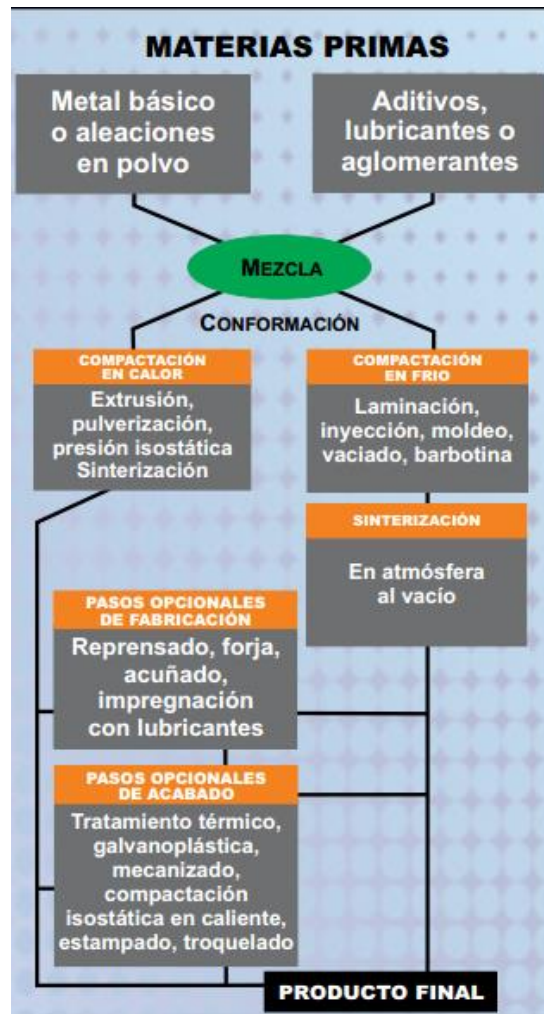 MATERIAS PRIMAS
Metal básico
o aleaciones
en polvo
Aditivos,
lubricantes o
aglomerantes
MEZCLA
CONFORMACIÓN
COMPACTACIÓN
EN CALOR
Extrusión,
pulverización,
presión isostática
Sinterización
COMPACTACIÓN
EN FRIO
Laminación,
inyección, moldeo,
vaciado, barbotina
SINTERIZACIÓN
En atmósfera
al vacío
PASOS OPCIONALES
DE FABRICACIÓN
Reprensado, forja,
acuñado,
impregnación
con lubricantes
PASOS OPCIONALES
DE ACABADO
Tratamiento térmico,
galvanoplástica,
mecanizado,
compactación
isostática en caliente,
estampado, troquelado
PRODUCTO FINAL